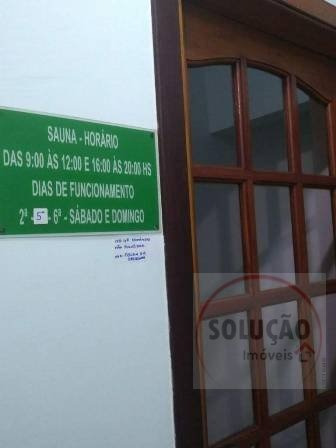 SAUNA - HORÁRIO
DAS 9:00 ÀS 12:00 E 16:00 ÀS 20:00 HS
DIAS DE FUNCIONAMENTO
2ª - 5ª - 6ª - SÁBADO E DOMINGO
SOLUÇÃO
Imóveis